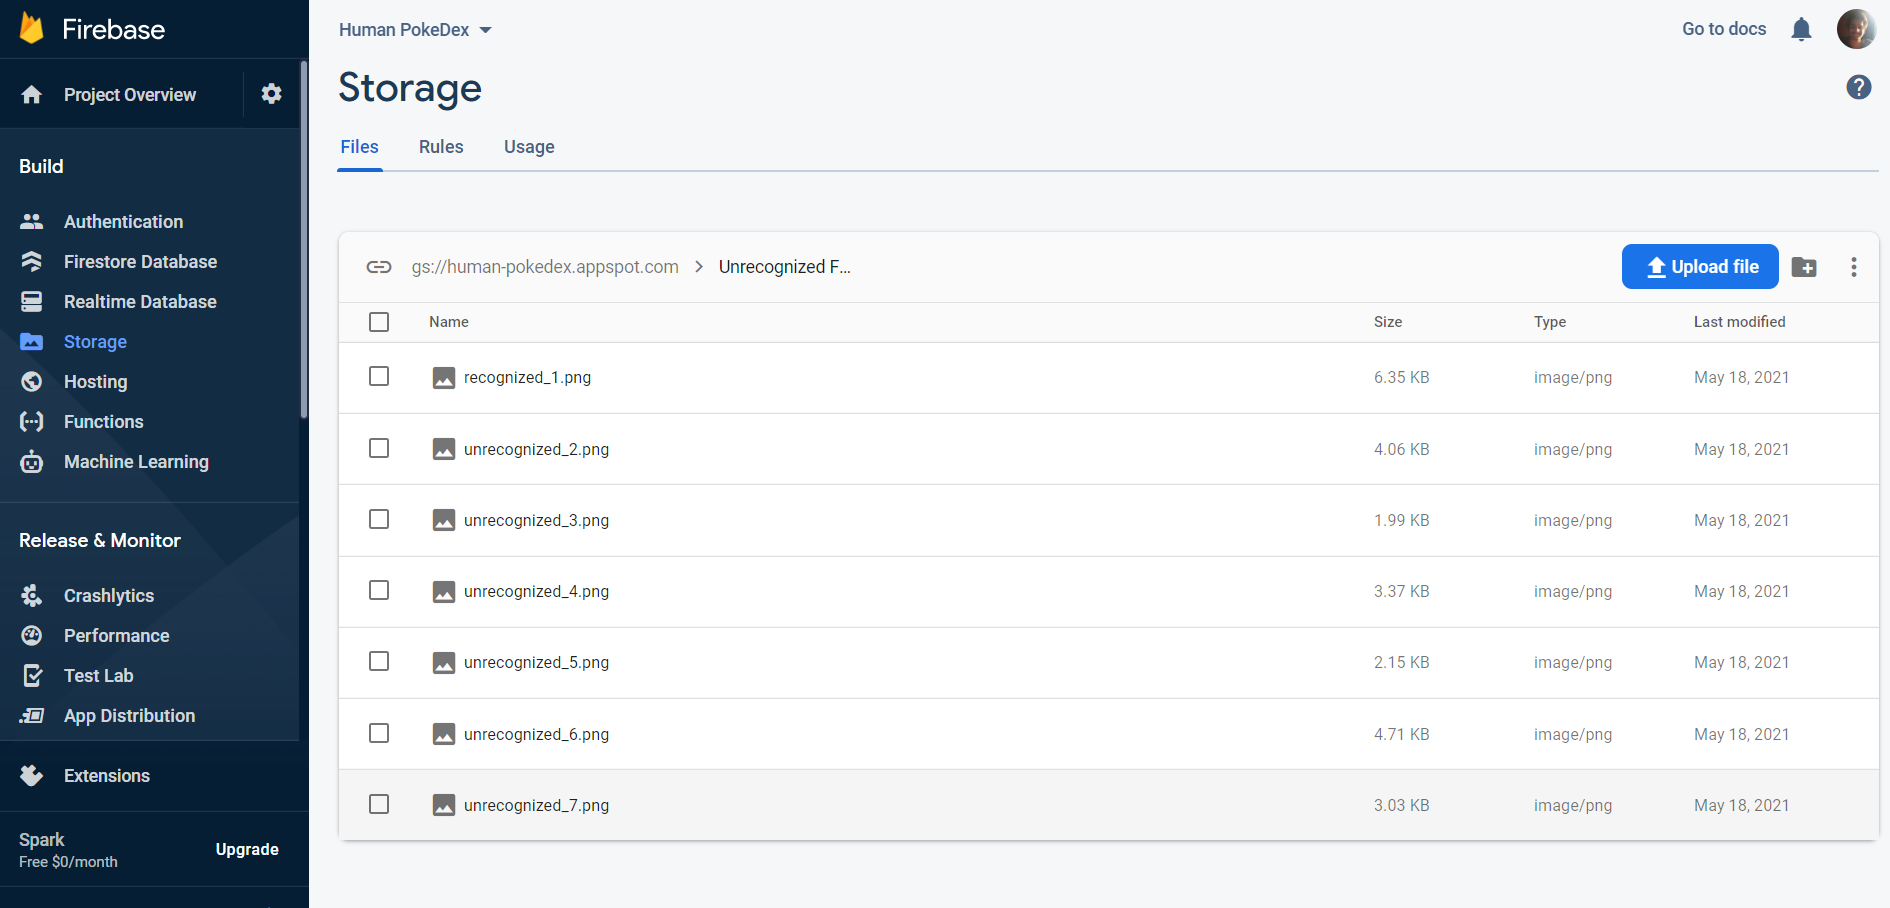 Firebase
Project Overview
Build
Authentication
Firestore Database
Realtime Database
Storage
Hosting
Functions
Machine Learning
Release & Monitor
Crashlytics
Performance
Test Lab
App Distribution
Extensions
Spark
Free $0/month
Upgrade
Human PokeDex
Go to docs
Storage
?
Files Rules Usage
gs://human-pokedex.appspot.com > Unrecognized F...
Upload file
Name Size Type Last modified
recognized_1.png 6.35 KB image/png May 18, 2021
unrecognized_2.png 4.06 KB image/png May 18, 2021
unrecognized_3.png 1.99 KB image/png May 18, 2021
unrecognized_4.png 3.37 KB image/png May 18, 2021
unrecognized_5.png 2.15 KB image/png May 18, 2021
unrecognized_6.png 4.71 KB image/png May 18, 2021
unrecognized_7.png 3.03 KB image/png May 18, 2021